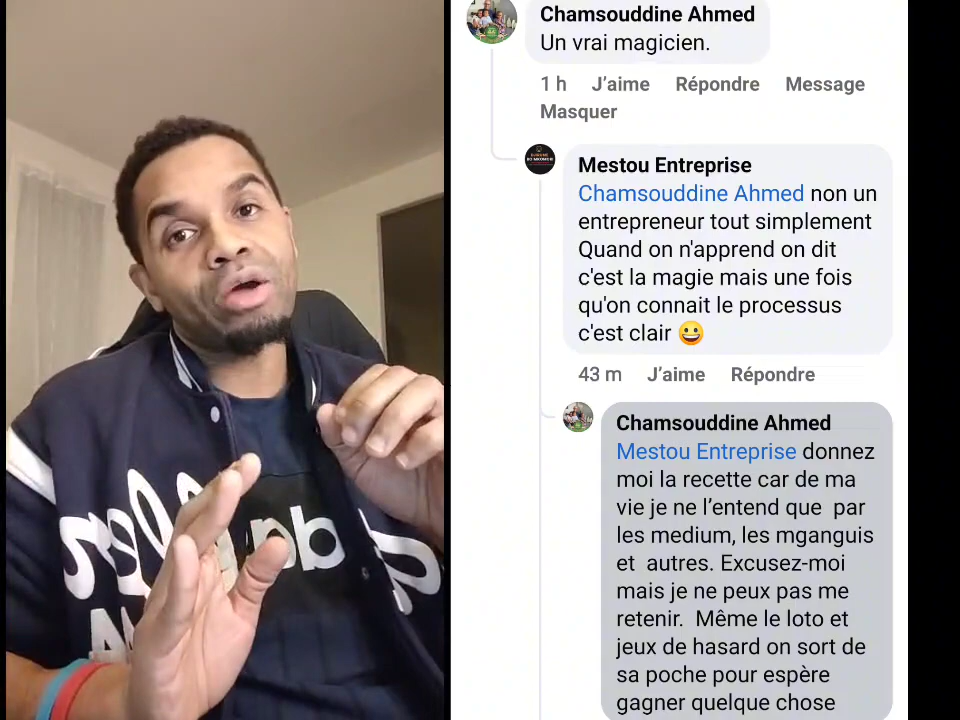 Chamsouddine Ahmed
Un vrai magicien.
1 h J’aime Répondre Message
Masquer
Mestou Entreprise
Chamsouddine Ahmed non un
entrepreneur tout simplement
Quand on n'apprend on dit
c'est la magie mais une fois
qu'on connait le processus
c'est clair 😀
43 m J’aime Répondre
Chamsouddine Ahmed
Mestou Entreprise donnez
moi la recette car de ma
vie je ne l’entend que par
les medium, les mganguis
et autres. Excusez-moi
mais je ne peux pas me
retenir. Même le loto et
jeux de hasard on sort de
sa poche pour espère
gagner quelque chose